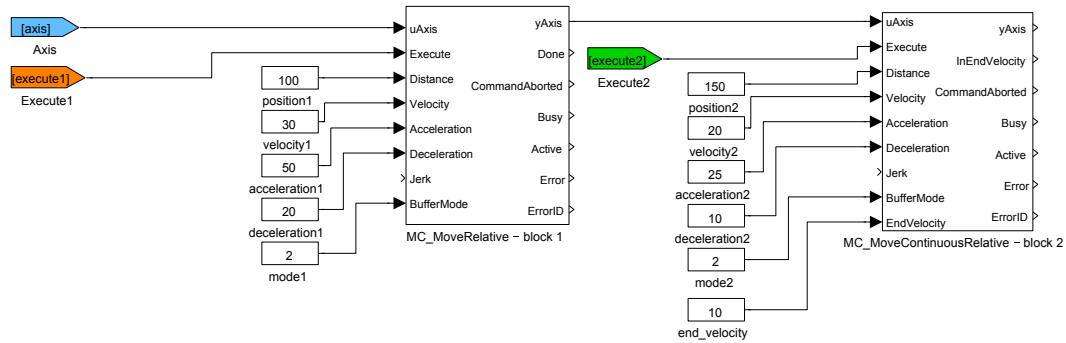 [axis]
Axis
[execute1]
Execute1
100
position1
30
velocity1
50
acceleration1
20
deceleration1
2
mode1
uAxis
Execute
Distance
Velocity
Acceleration
Deceleration
Jerk
BufferMode
yAxis
Done
CommandAborted
Busy
Active
Error
ErrorID
MC_MoveRelative − block 1
[execute2]
Execute2
150
position2
20
velocity2
25
acceleration2
10
deceleration2
2
mode2
10
end_velocity
uAxis
Execute
Distance
Velocity
Acceleration
Deceleration
Jerk
BufferMode
EndVelocity
yAxis
InEndVelocity
CommandAborted
Busy
Active
Error
ErrorID
MC_MoveContinuousRelative − block 2